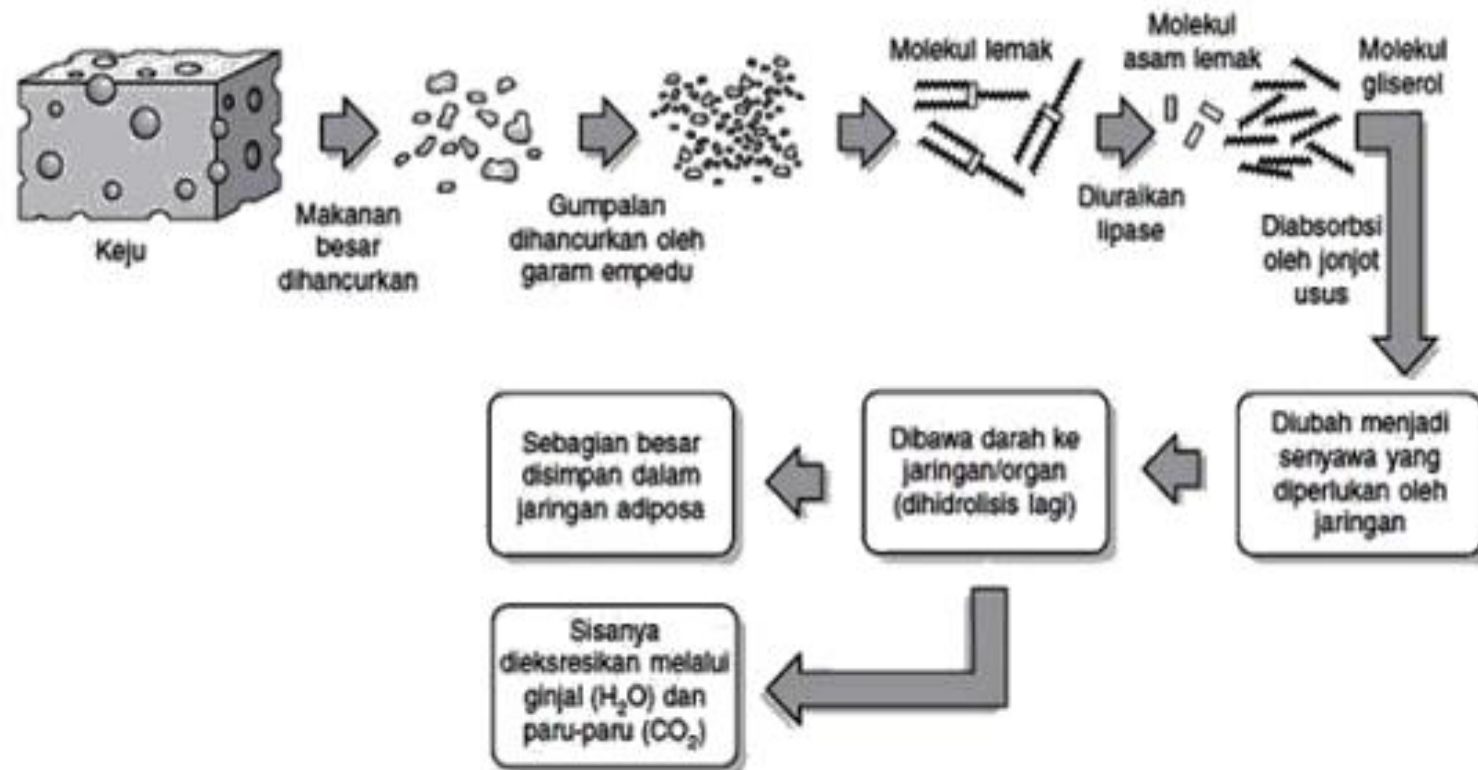 Keju
Makanan
besar
dihancurkan
Gumpalan
dihancurkan oleh
garam empedu
Molekul lemak
Diuraikan
lipase
Molekul
asam lemak
Molekul
gliserol
Diabsorbsi
oleh jonjot
usus
Diubah menjadi
senyawa yang
diperlukan oleh
jaringan
Dibawa darah ke
jaringan/organ
(dihidrolisis lagi)
Sebagian besar
disimpan dalam
jaringan adiposa
Sisanya
dieksresikan melalui
ginjal (H₂O) dan
paru-paru (CO₂)